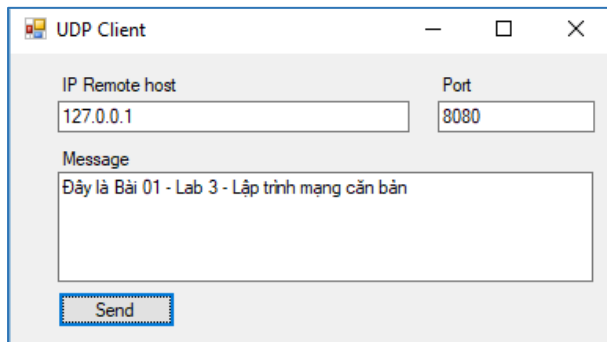 UDP Client
IP Remote host
Port
127.0.0.1
8080
Message
Đây là Bài 01 - Lab 3 - Lập trình mạng căn bản
Send